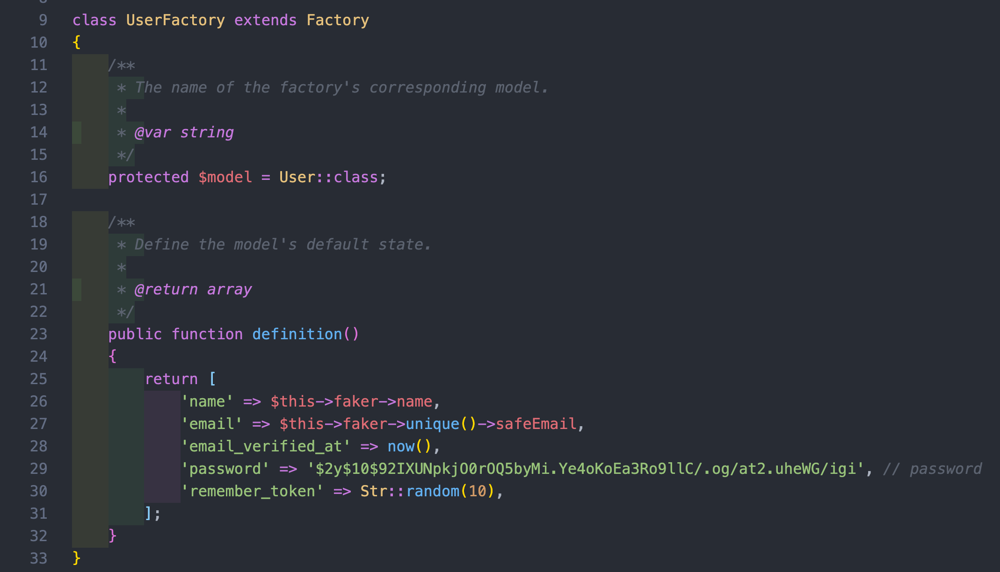 9 class UserFactory extends Factory
10 {
11 /**
12 * The name of the factory's corresponding model.
13 *
14 * @var string
15 */
16 protected $model = User::class;
17
18 /**
19 * Define the model's default state.
20 *
21 * @return array
22 */
23 public function definition()
24 {
25 return [
26 'name' => $this->faker->name,
27 'email' => $this->faker->unique()->safeEmail,
28 'email_verified_at' => now(),
29 'password' => '$2y$10$92IXUNpkjO0rOQ5byMi.Ye4oKoEa3Ro9llC/.og/at2.uheWG/igi', // password
30 'remember_token' => Str::random(10),
31 ];
32 }
33 }